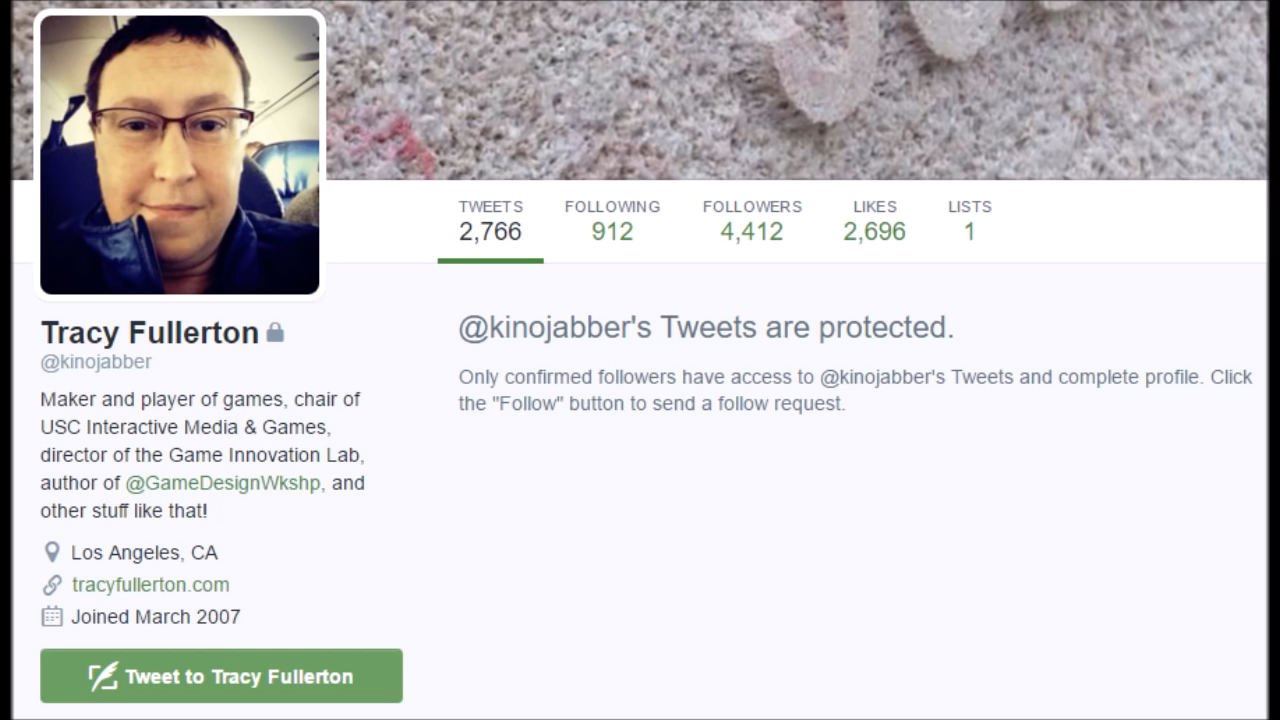 TWEETS FOLLOWING FOLLOWERS LIKES LISTS
2,766 912 4,412 2,696 1
Tracy Fullerton
@kinojabber
Maker and player of games, chair of
USC Interactive Media & Games,
director of the Game Innovation Lab,
author of @GameDesignWkshp, and
other stuff like that!
Los Angeles, CA
tracyfullerton.com
Joined March 2007
Tweet to Tracy Fullerton
@kinojabber's Tweets are protected.
Only confirmed followers have access to @kinojabber's Tweets and complete profile. Click
the "Follow" button to send a follow request.